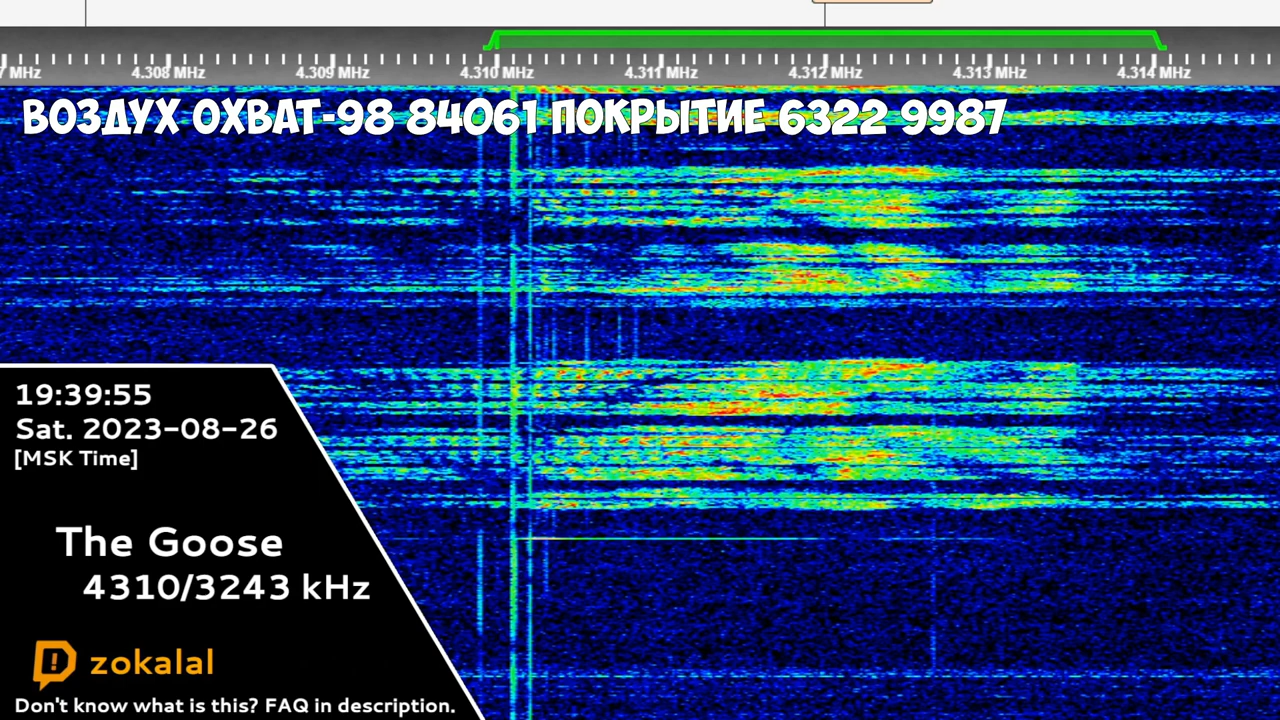 7 MHz 4.308 MHz 4.309 MHz 4.310 MHz 4.311 MHz 4.312 MHz 4.313 MHz 4.314 MHz
ВОЗДУХ ОХВАТ-98 84061 ПОКРЫТИЕ 6322 9987
19:39:55
Sat. 2023-08-26
[MSK Time]
The Goose
4310/3243 kHz
zokalal
Don't know what is this? FAQ in description.